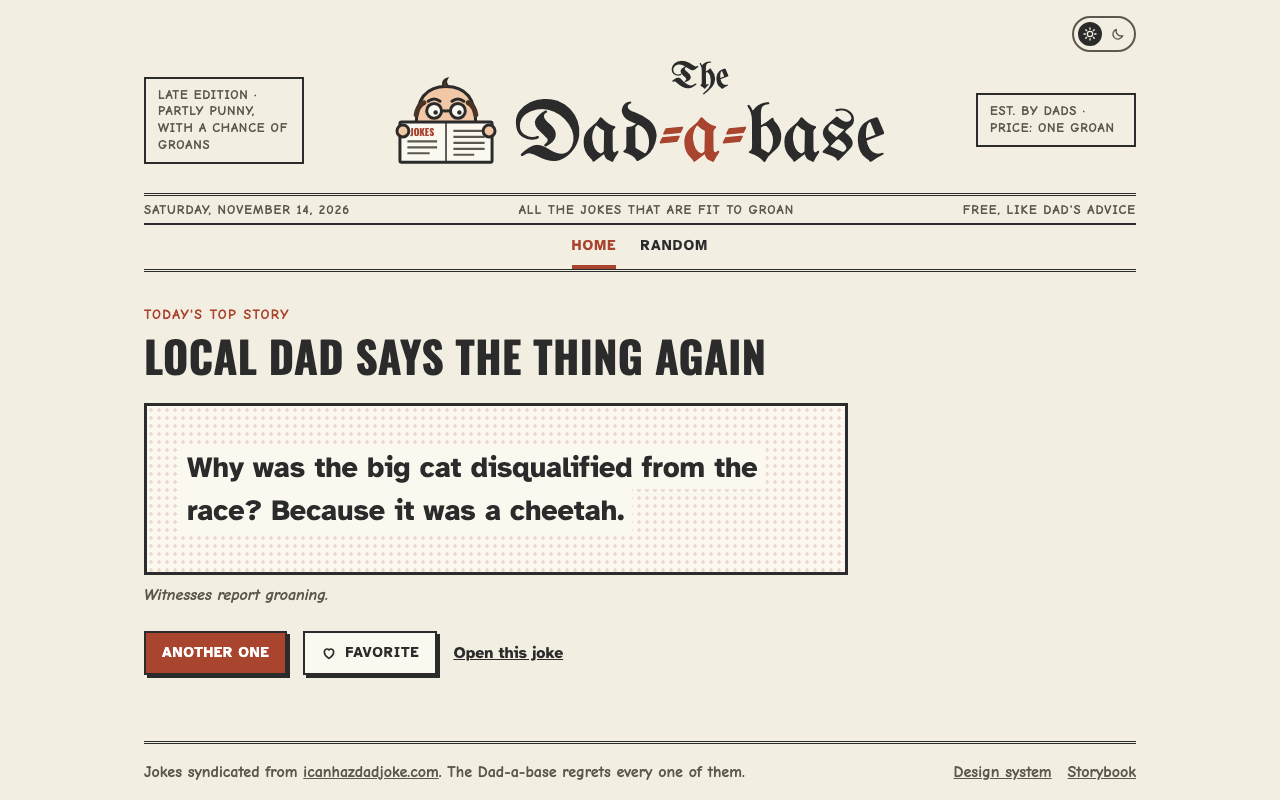 LATE EDITION ·
PARTLY PUNNY,
WITH A CHANCE OF
GROANS
JOKES
The
Dad-a-base
EST. BY DADS ·
PRICE: ONE GROAN
SATURDAY, NOVEMBER 14, 2026
ALL THE JOKES THAT ARE FIT TO GROAN
FREE, LIKE DAD'S ADVICE
HOME
RANDOM
TODAY'S TOP STORY
LOCAL DAD SAYS THE THING AGAIN
Why was the big cat disqualified from the
race? Because it was a cheetah.
Witnesses report groaning.
ANOTHER ONE
FAVORITE
Open this joke
Jokes syndicated from icanhazdadjoke.com. The Dad-a-base regrets every one of them.
Design system
Storybook